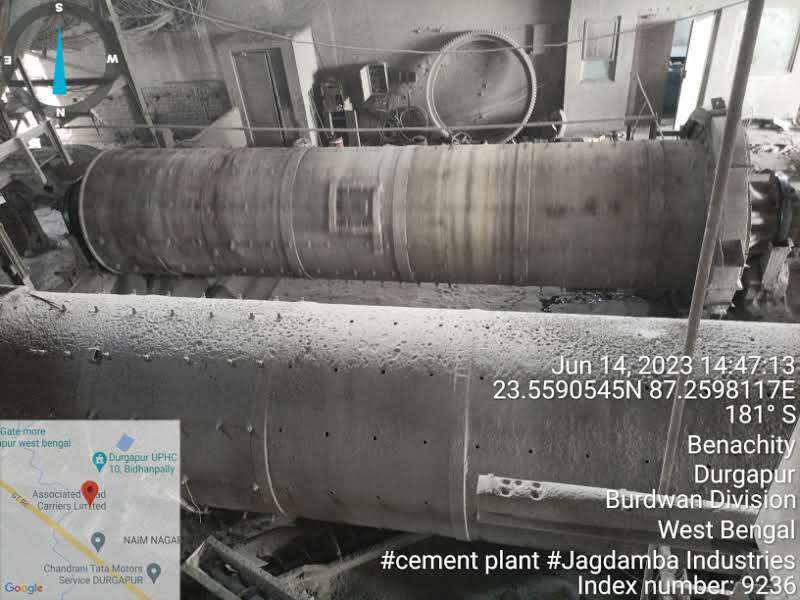 S
E
W
N
Jun 14, 2023 14:47:13
23.5590545N 87.2598117E
181° S
Benachity
Durgapur
Burdwan Division
West Bengal
#cement plant #Jagdamba Industries
Index number: 9236
Gate more
pur west bengal
Durgapur UPHC
10, Bidhanpally
Associated
Carriers Limited
NAIM NAGAR
Chandrani Tata Motors
Service DURGAPUR
Google